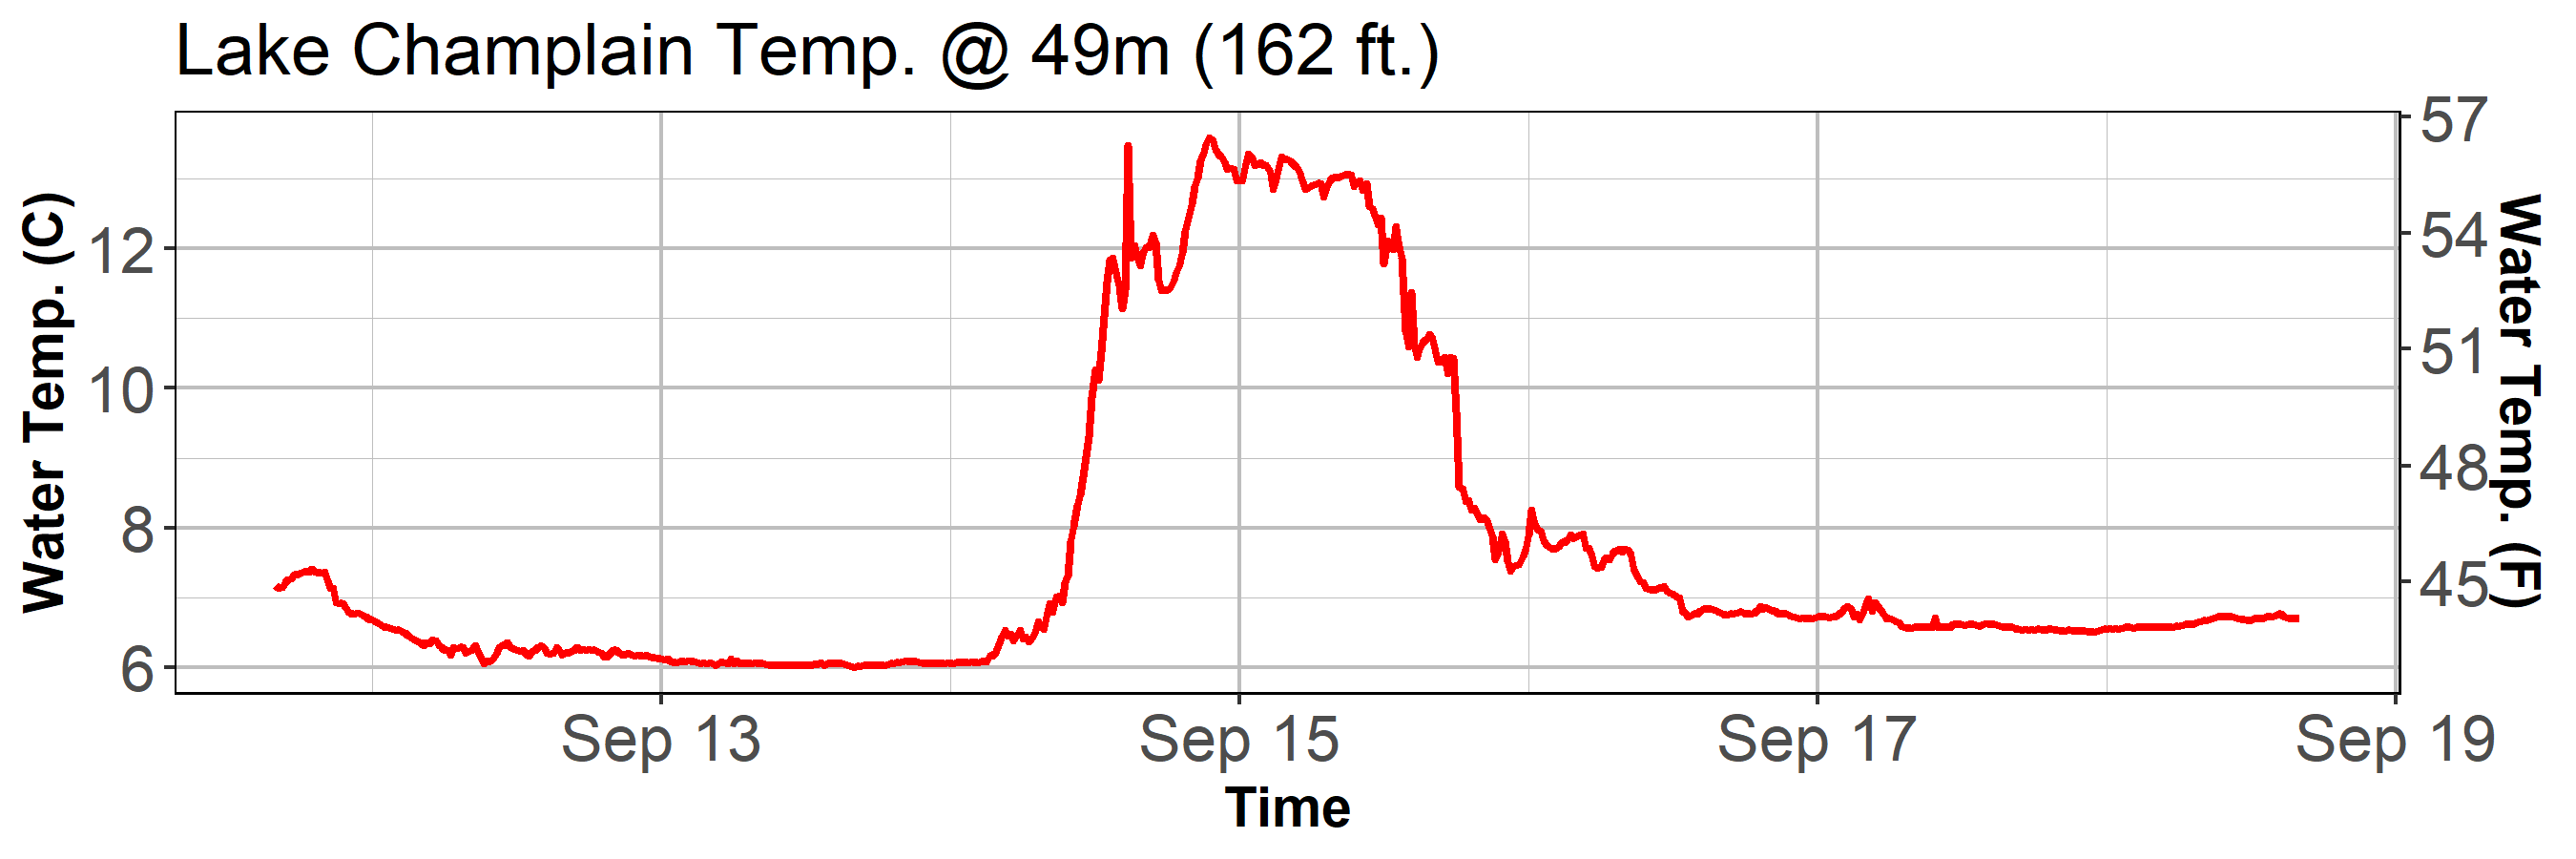 Lake Champlain Temp. @ 49m (162 ft.)
Water Temp. (C)
12
10
8
6
57
54
51
48
45
Water Temp. (F)
Sep 13 Sep 15 Sep 17 Sep 19
Time